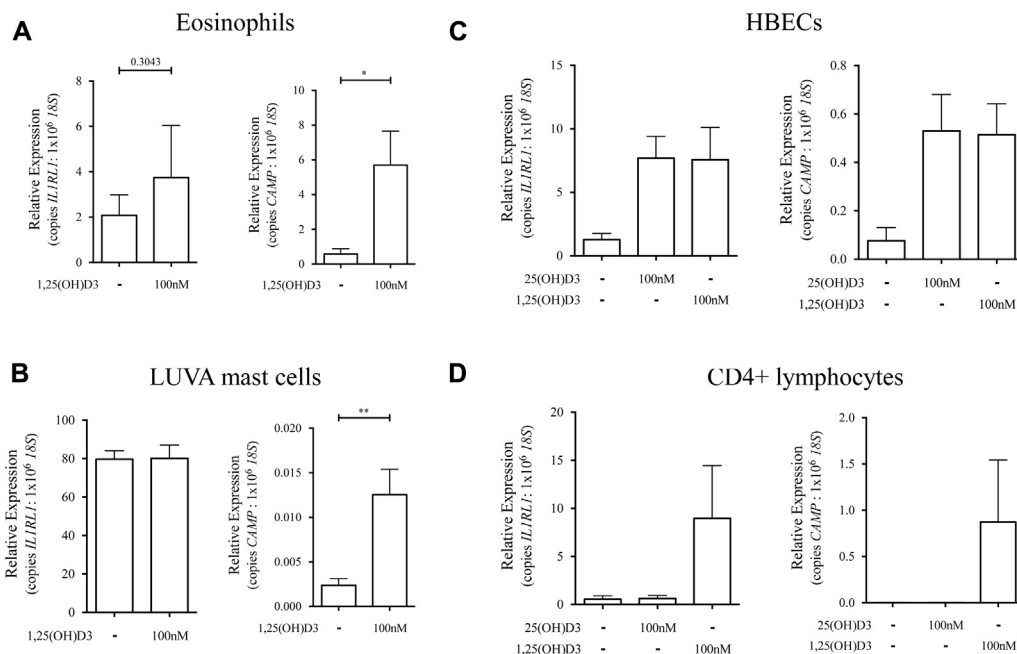 A
Eosinophils
0.3043
Relative Expression
(copies IL1RL1: 1x10⁶ 18S)
8
6
4
2
0
1,25(OH)D3 - 100nM
*
Relative Expression
(copies CAMP : 1x10⁶ 18S)
10
8
6
4
2
0
1,25(OH)D3 - 100nM
C
HBECs
Relative Expression
(copies IL1RL1: 1x10⁶ 18S)
15
10
5
0
25(OH)D3 - 100nM -
1,25(OH)D3 - - 100nM
Relative Expression
(copies CAMP : 1x10⁶ 18S)
0.8
0.6
0.4
0.2
0.0
25(OH)D3 - 100nM -
1,25(OH)D3 - - 100nM
B
LUVA mast cells
Relative Expression
(copies IL1RL1: 1x10⁶ 18S)
100
80
60
40
20
0
1,25(OH)D3 - 100nM
**
Relative Expression
(copies CAMP : 1x10⁶ 18S)
0.020
0.015
0.010
0.005
0.000
1,25(OH)D3 - 100nM
D
CD4+ lymphocytes
Relative Expression
(copies IL1RL1: 1x10⁶ 18S)
20
15
10
5
0
25(OH)D3 - 100nM -
1,25(OH)D3 - - 100nM
Relative Expression
(copies CAMP : 1x10⁶ 18S)
2.0
1.5
1.0
0.5
0.0
25(OH)D3 - 100nM -
1,25(OH)D3 - - 100nM